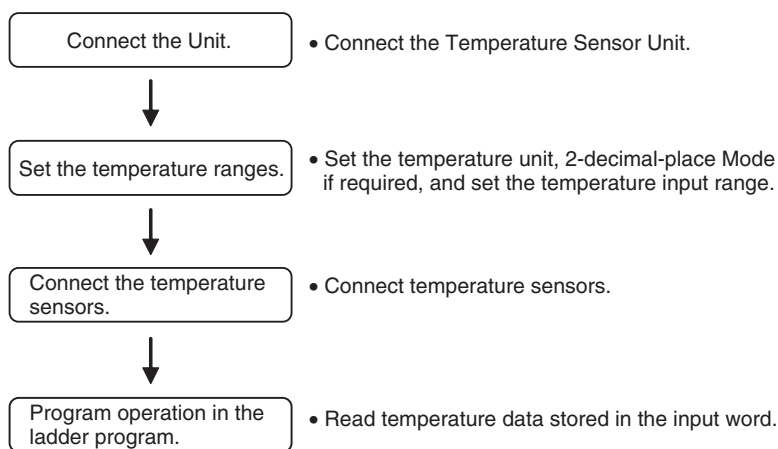 Connect the Unit.
• Connect the Temperature Sensor Unit.
Set the temperature ranges.
• Set the temperature unit, 2-decimal-place Mode
if required, and set the temperature input range.
Connect the temperature
sensors.
• Connect temperature sensors.
Program operation in the
ladder program.
• Read temperature data stored in the input word.